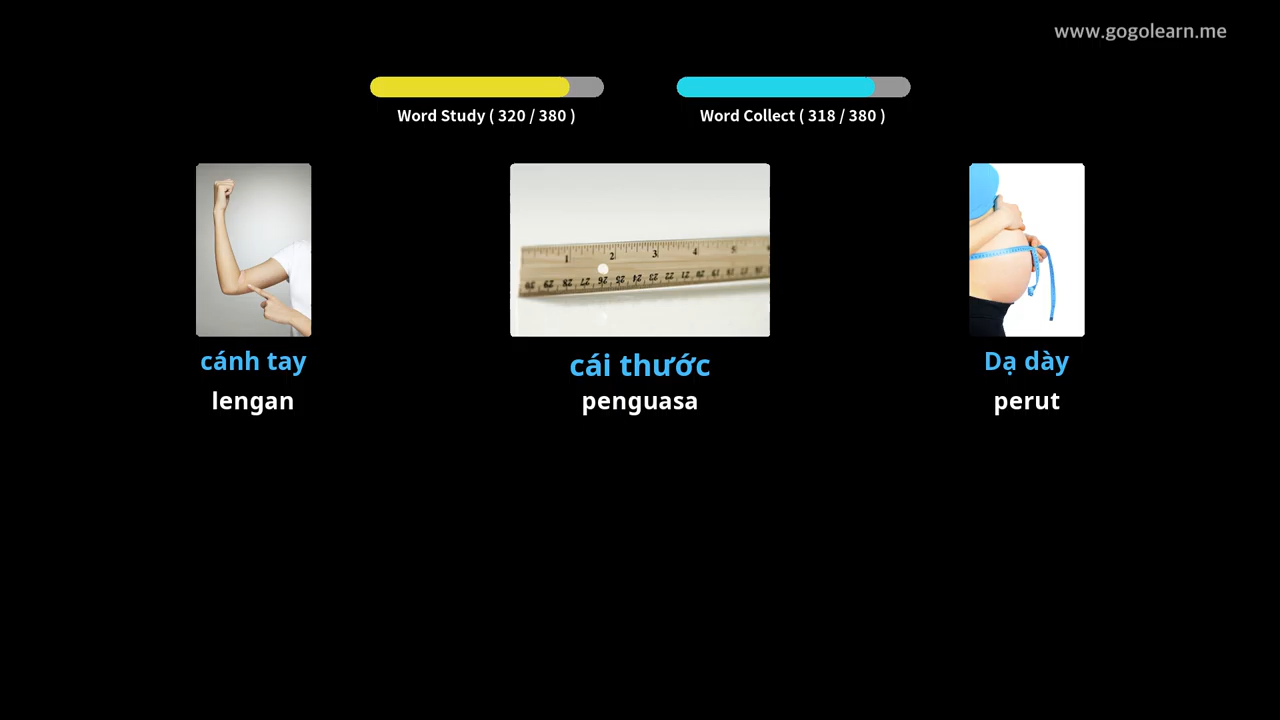 www.gogolearn.me
Word Study ( 320 / 380 )
Word Collect ( 318 / 380 )
cánh tay
cái thước
Dạ dày
lengan
penguasa
perut